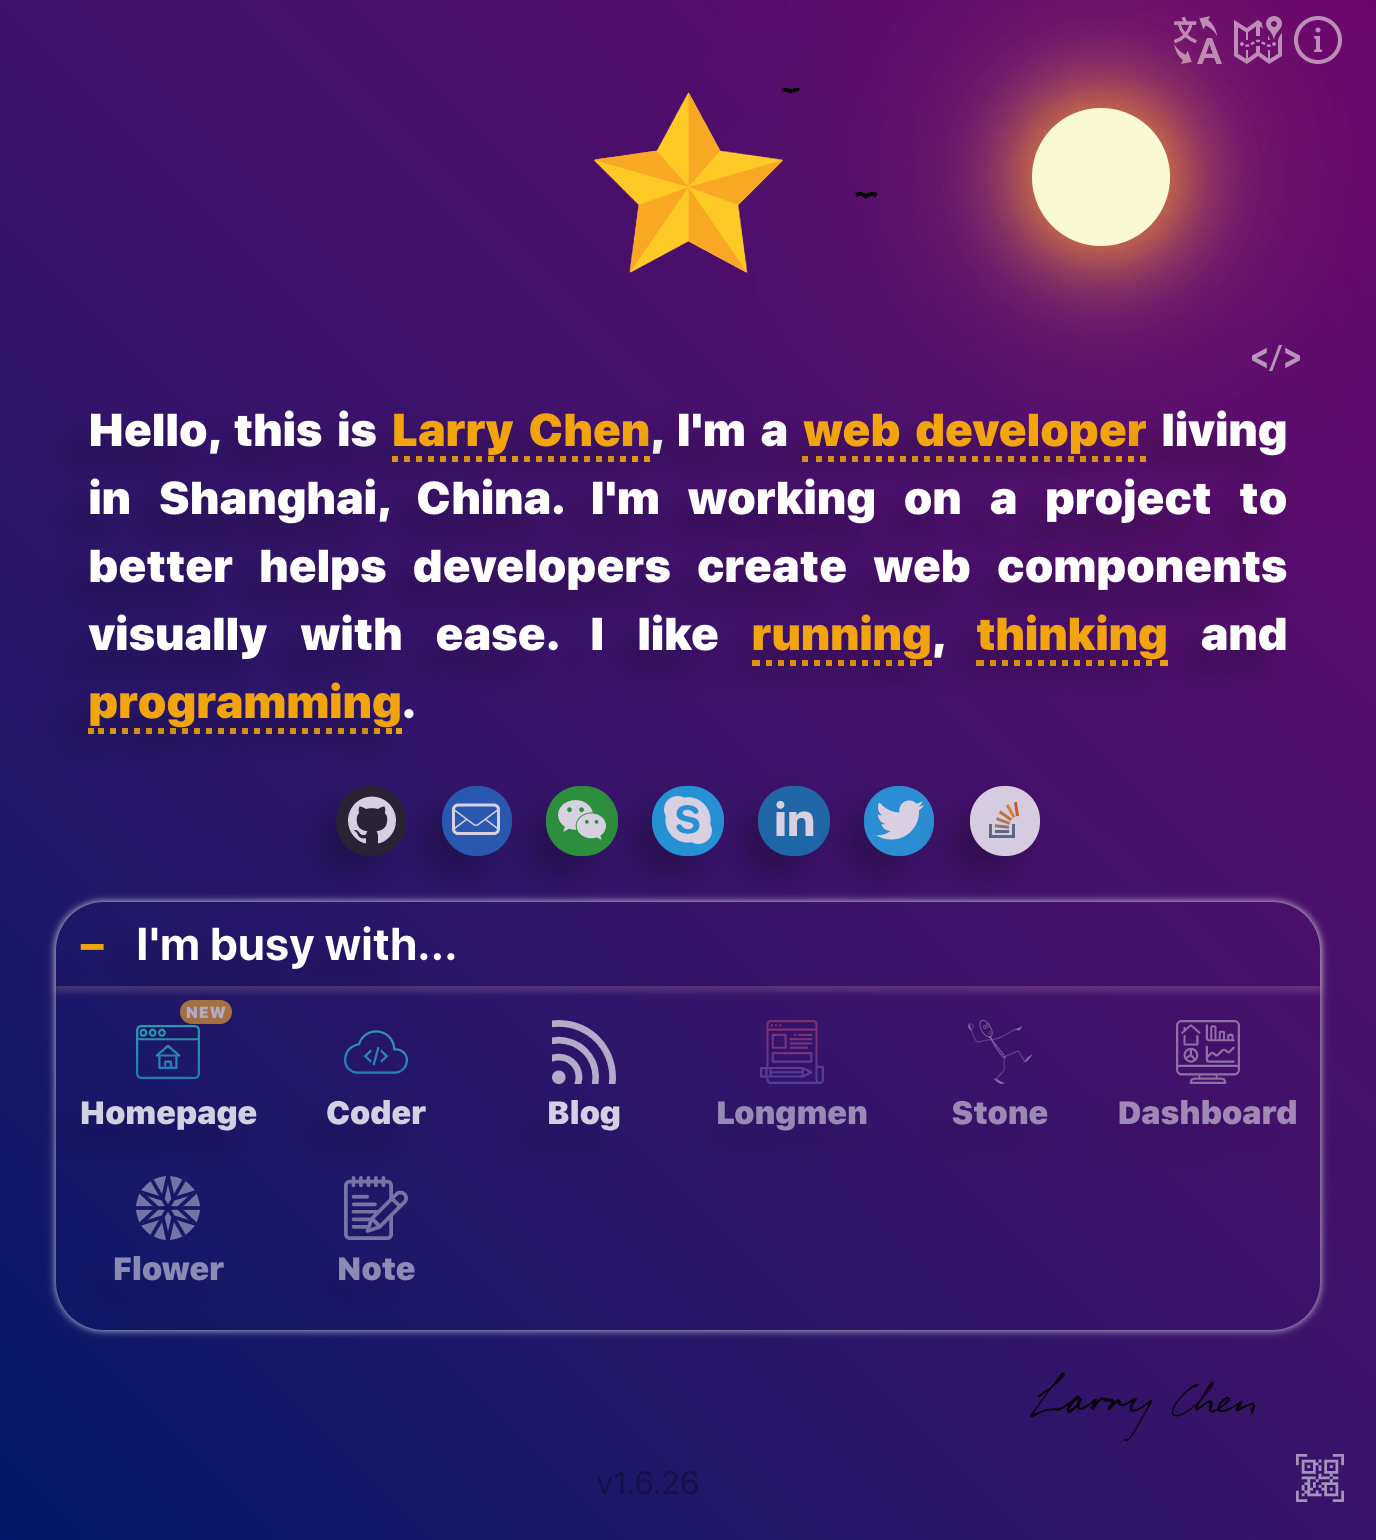 文
A
i
</>
Hello, this is Larry Chen, I'm a web developer living
in Shanghai, China. I'm working on a project to
better helps developers create web components
visually with ease. I like running, thinking and
programming.
S in
– I'm busy with...
NEW
Homepage Coder Blog Longmen Stone Dashboard
Flower Note
Larry Chen
v1.6.26